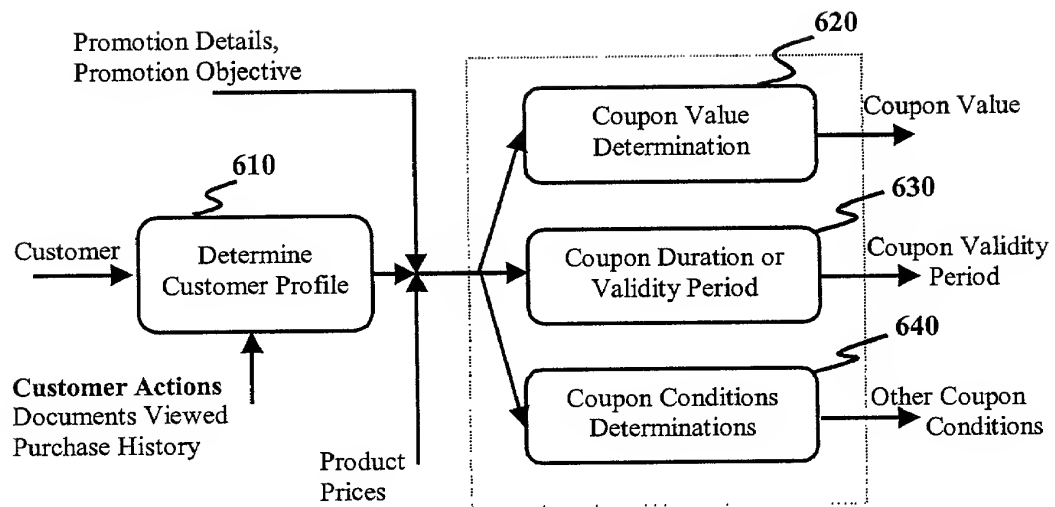 Promotion Details,
Promotion Objective
620
Coupon Value
Determination
Coupon Value
610
630
Customer
Determine
Customer Profile
Coupon Duration or
Validity Period
Coupon Validity
Period
640
Customer Actions
Documents Viewed
Purchase History
Coupon Conditions
Determinations
Other Coupon
Conditions
Product
Prices